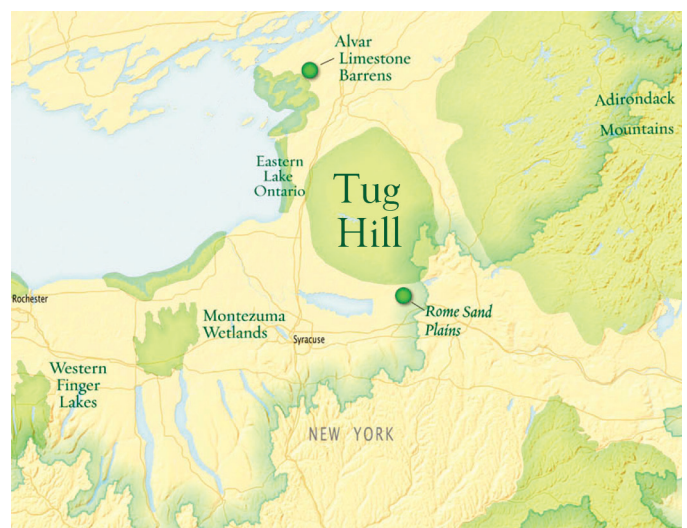 Alvar
Limestone
Barrens
Adirondack
Mountains
Eastern
Lake
Ontario
Tug
Hill
Rochester
Montezuma
Wetlands
Rome Sand
Plains
Syracuse
Western
Finger
Lakes
NEW YORK